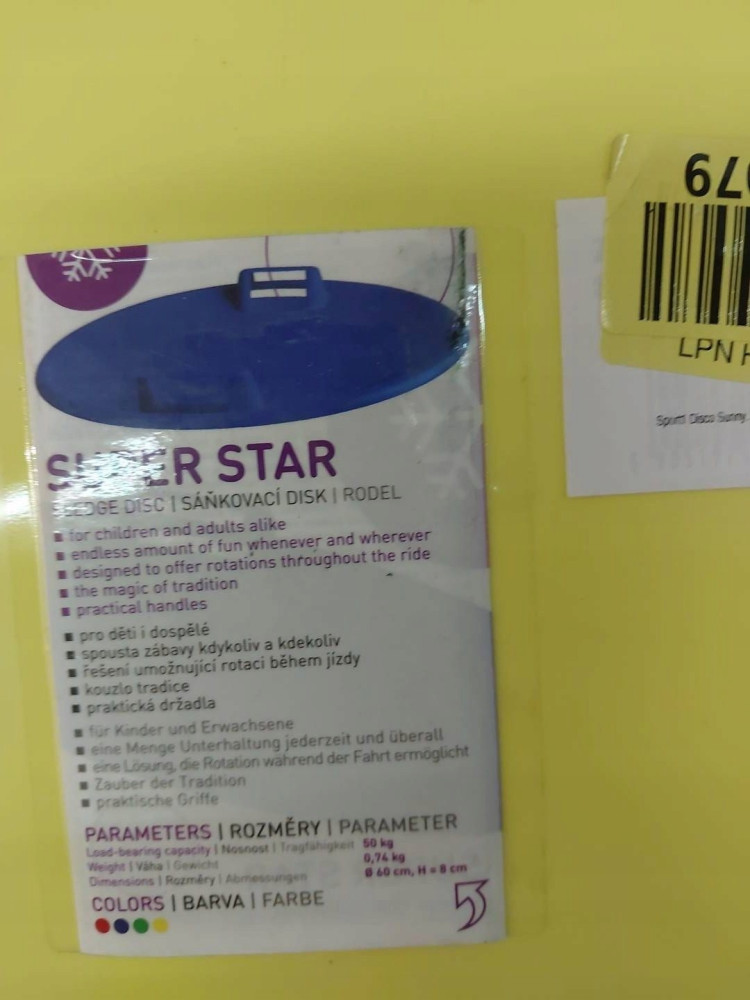 SUPER STAR
SLEDGE DISC | SÁŇKOVACÍ DISK | RODEL
for children and adults alike
endless amount of fun whenever and wherever
designed to offer rotations throughout the ride
the magic of tradition
practical handles
pro děti i dospělé
spousta zábavy kdykoliv a kdekoliv
řešení umožnující rotaci během jízdy
kouzlo tradice
praktická držadla
für Kinder und Erwachsene
eine Menge Unterhaltung jederzeit und überall
eine Lösung, die Rotation während der Fahrt ermöglicht
Zauber der Tradition
praktische Griffe
PARAMETERS | ROZMĚRY | PARAMETER
Load-bearing capacity | Nosnost | Tragfähigkeit 50 kg
Weight | Váha | Gewicht 0,74 kg
Dimensions | Rozměry | Abmessungen Ø 60 cm, H = 8 cm
COLORS | BARVA | FARBE
79
LPN
Disco Sunny